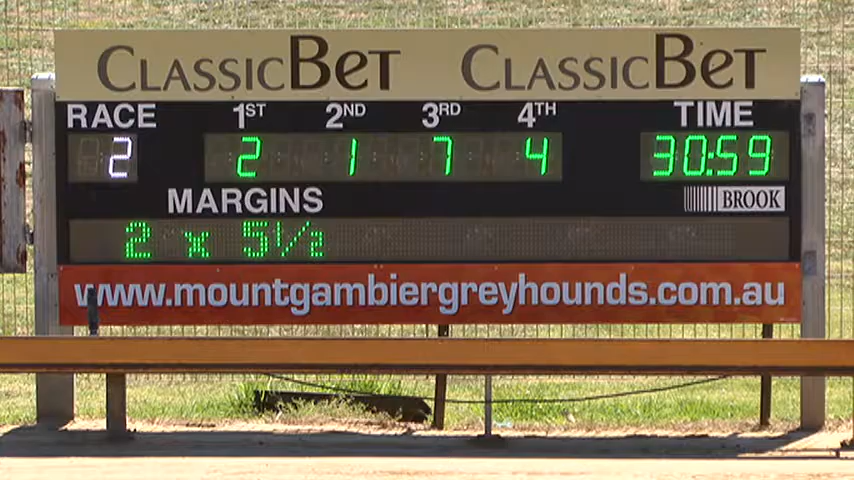 CLASSICBET CLASSICBET
RACE 1ST 2ND 3RD 4TH TIME
2 2 1 7 4 30:59
MARGINS BROOK
2 x 5½
www.mountgambiergreyhounds.com.au